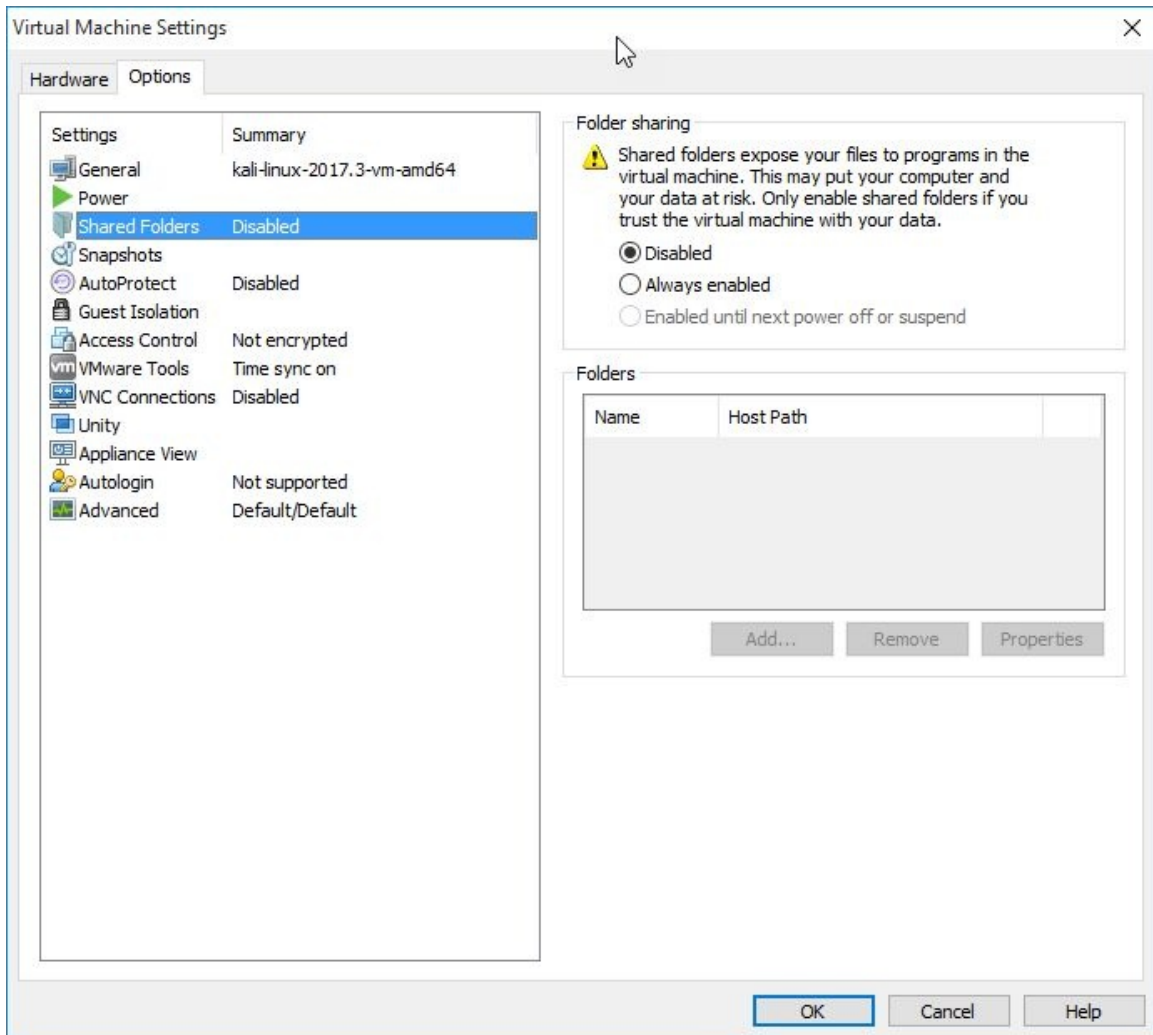 Virtual Machine Settings
Hardware
Options
Settings Summary
General kali-linux-2017.3-vm-amd64
Power
Shared Folders Disabled
Snapshots
AutoProtect Disabled
Guest Isolation
Access Control Not encrypted
vm VMware Tools Time sync on
VNC Connections Disabled
Unity
Appliance View
Autologin Not supported
Advanced Default/Default
Folder sharing
Shared folders expose your files to programs in the
virtual machine. This may put your computer and
your data at risk. Only enable shared folders if you
trust the virtual machine with your data.
Disabled
Always enabled
Enabled until next power off or suspend
Folders
Name Host Path
Add... Remove Properties
OK Cancel Help